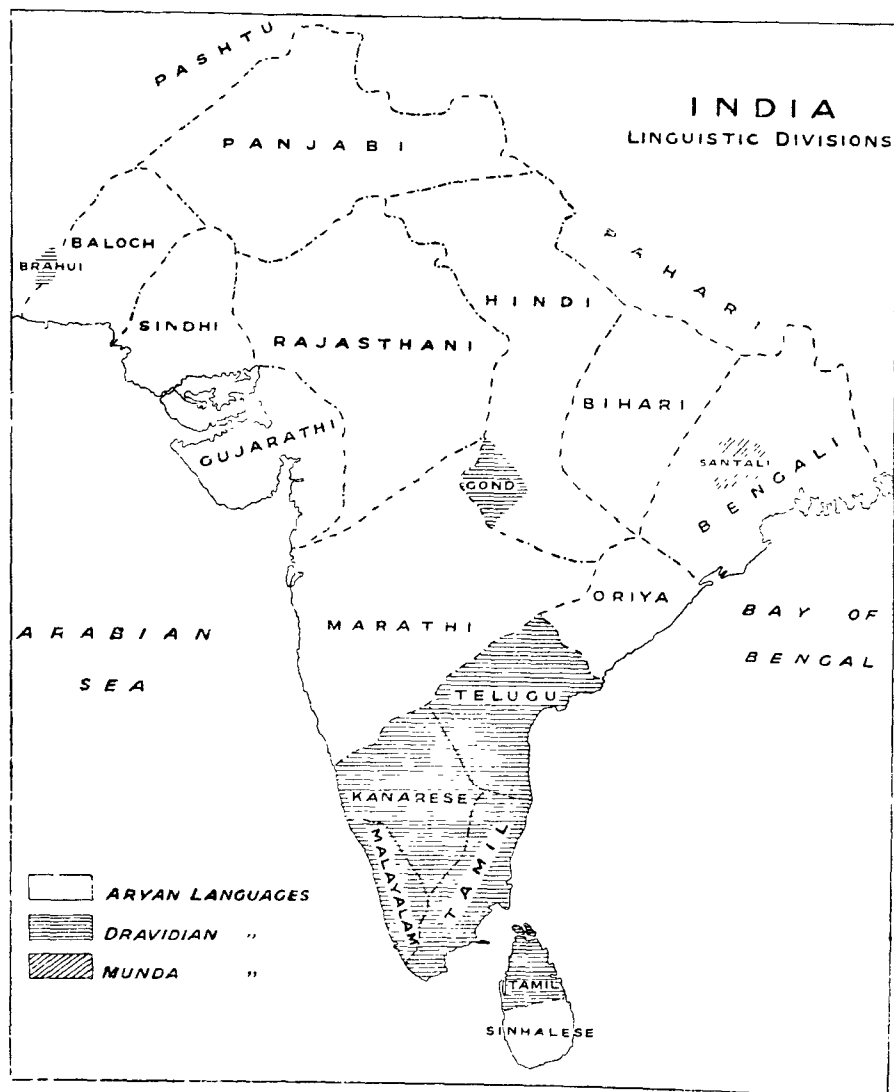 INDIA
LINGUISTIC DIVISIONS
PASHTU
PANJABI
BALOCH
BRAHUI
SINDHI
RAJASTHANI
HINDI
PAHARI
BIHARI
GUJARATHI
GOND
SANTALI
BENGALI
ORIYA
MARATHI
ARABIAN
SEA
BAY OF
BENGAL
TELUGU
KANARESE
MALAYALAM
TAMIL
ARYAN LANGUAGES
DRAVIDIAN "
MUNDA "
TAMIL
SINHALESE